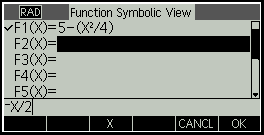 RAD Function Symbolic View
✓F1(X)=5-(X²/4)
F2(X)=
F3(X)=
F4(X)=
F5(X)=
-X/2
X CANCL OK